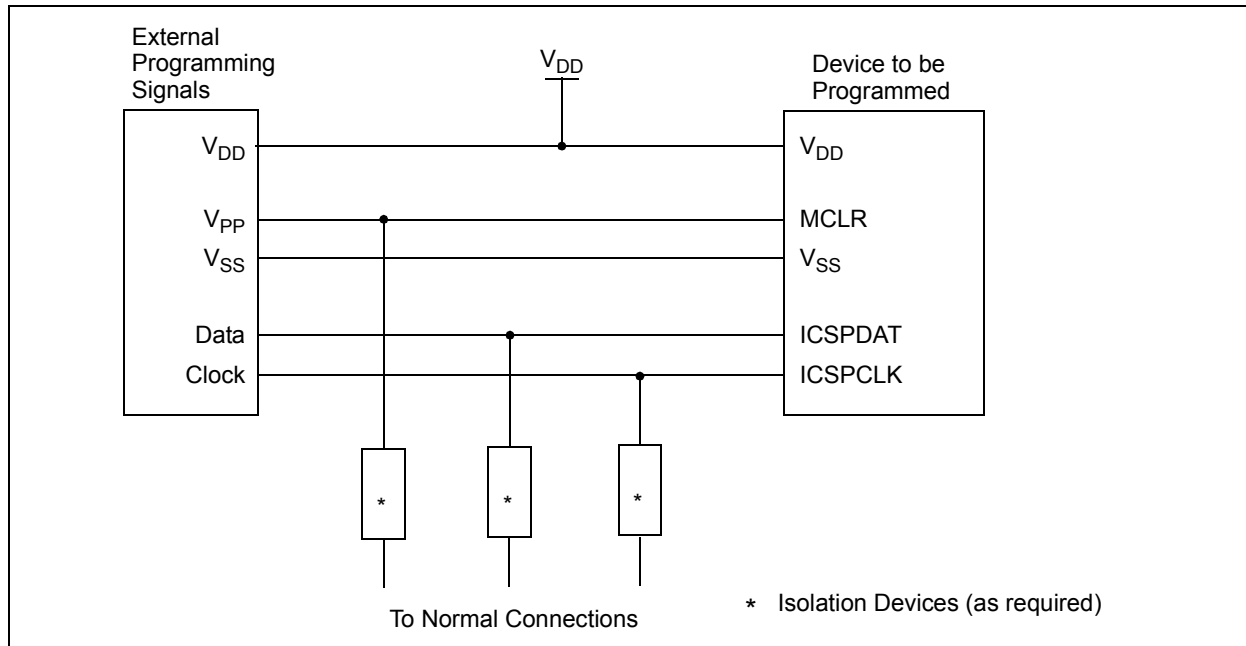 External
Programming
Signals
V_DD
Device to be
Programmed
V_DD
V_DD
V_PP
MCLR
V_SS
V_SS
Data
ICSPDAT
Clock
ICSPCLK
*
*
*
To Normal Connections
* Isolation Devices (as required)